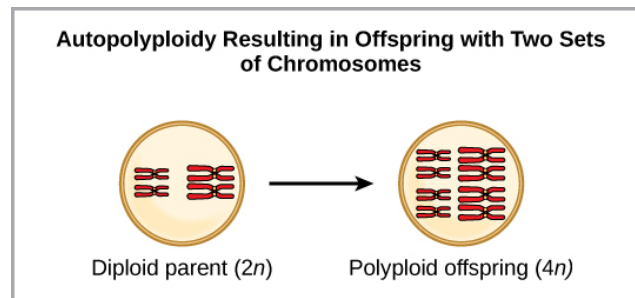 Autopolyploidy Resulting in Offspring with Two Sets
of Chromosomes
Diploid parent (2n)
Polyploid offspring (4n)